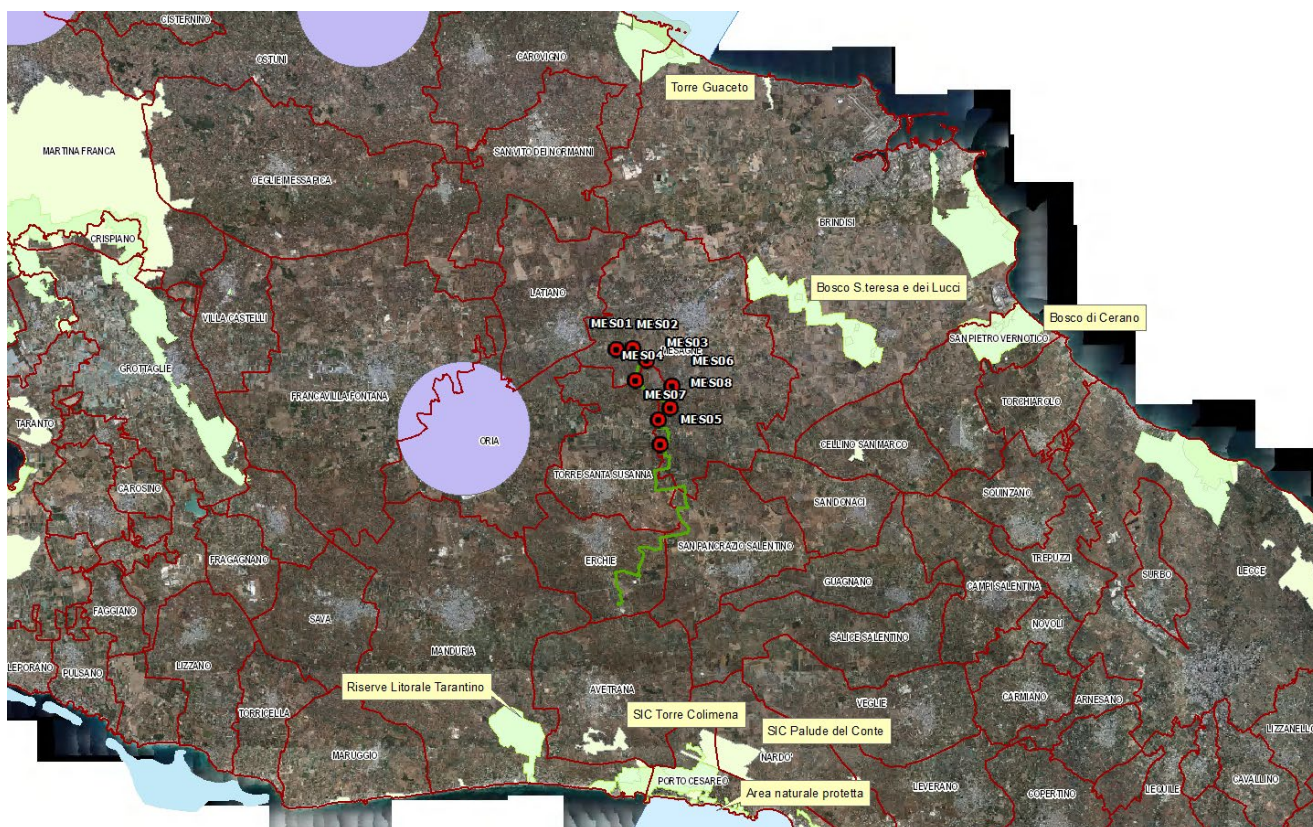 CISTERNINO
OSTUNI
CAROVIGNO
Torre Guaceto
MARTINA FRANCA
SAN VITO DEI NORMANNI
CEGLIE MESSAPICA
BRINDISI
CRISPIANO
Bosco S.teresa e dei Lucci
LATIANO
VILLA CASTELLI
Bosco di Cerano
MES01 MES02
SAN PIETRO VERNOTICO
MES03
MES04
MES06
GROTTAGLIE
MES08
FRANCAVILLA FONTANA
MES07
TORCHIAROLO
MES05
TARANTO
ORIA
CELLINO SAN MARCO
TORRE SANTA SUSANNA
CAROSINO
SQUINZANO
SAN DONACI
SAN PANCRAZIO SALENTINO
FRAGAGNANO
ERCHIE
TREPUZZI
LECCE
SURBO
GUAGNANO
CAMPI SALENTINA
FAGGIANO
SAVA
NOVOLI
SALICE SALENTINO
MANDURIA
LEPORANO
PULSANO
LIZZANO
Riserve Litorale Tarantino
AVETRANA
CARMIANO
ARNESANO
VEGLIE
TORRICELLA
SIC Torre Colimena
LIZZANELLO
SIC Palude del Conte
MARUGGIO
NARDO'
PORTO CESAREO
CAVALLINO
LEVERANO
LEQUILE
Area naturale protetta
COPERTINO